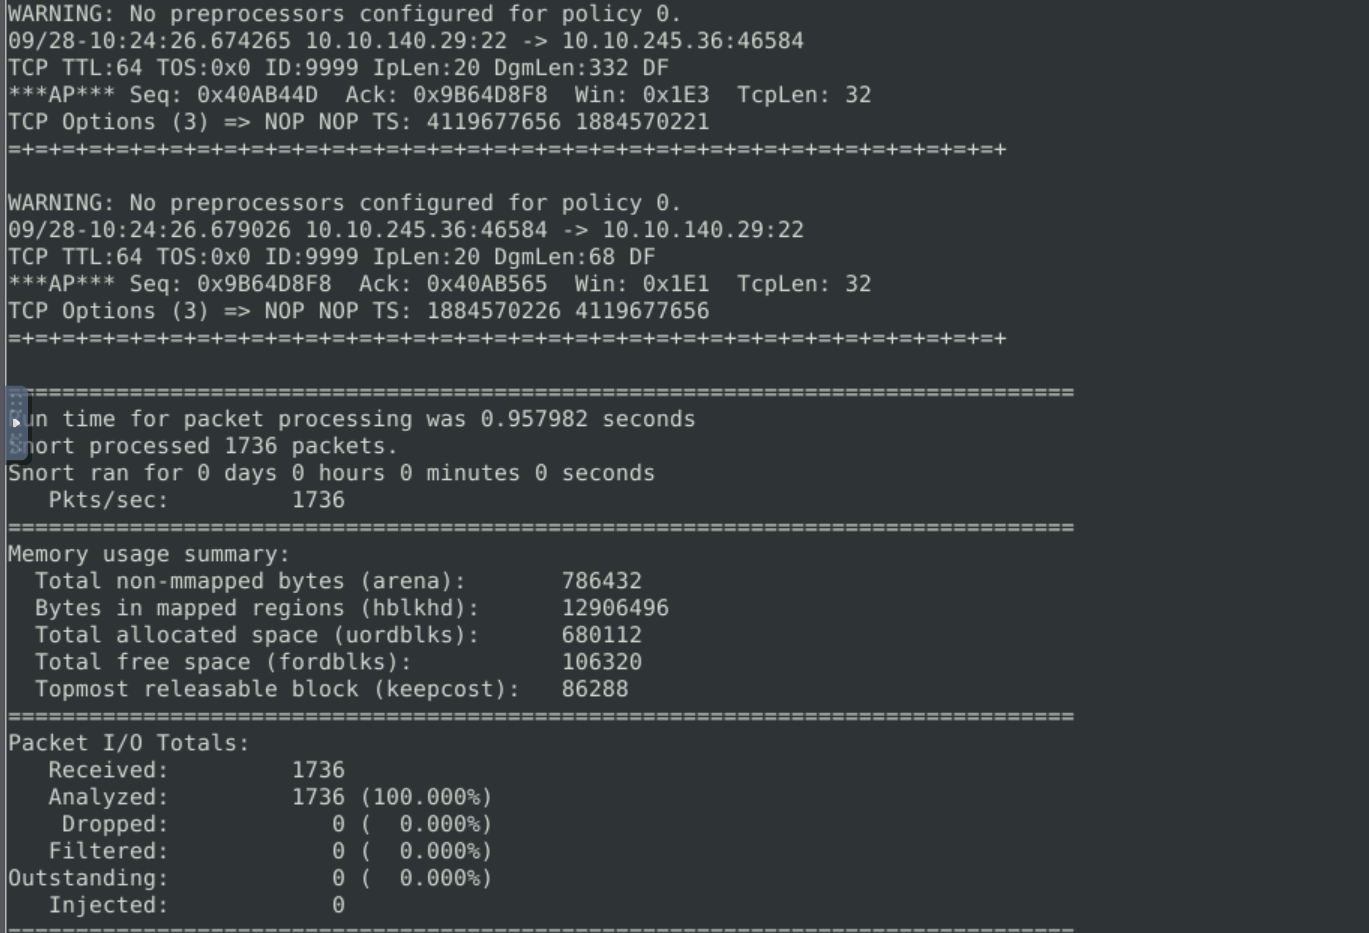 WARNING: No preprocessors configured for policy 0.
09/28-10:24:26.674265 10.10.140.29:22 -> 10.10.245.36:46584
TCP TTL:64 TOS:0x0 ID:9999 IpLen:20 DgmLen:332 DF
***AP*** Seq: 0x40AB44D  Ack: 0x9B64D8F8  Win: 0x1E3  TcpLen: 32
TCP Options (3) => NOP NOP TS: 4119677656 1884570221
=+=+=+=+=+=+=+=+=+=+=+=+=+=+=+=+=+=+=+=+=+=+=+=+=+=+=+=+=+=+=+=+=+=+=+=+=+

WARNING: No preprocessors configured for policy 0.
09/28-10:24:26.679026 10.10.245.36:46584 -> 10.10.140.29:22
TCP TTL:64 TOS:0x0 ID:9999 IpLen:20 DgmLen:68 DF
***AP*** Seq: 0x9B64D8F8  Ack: 0x40AB565  Win: 0x1E1  TcpLen: 32
TCP Options (3) => NOP NOP TS: 1884570226 4119677656
=+=+=+=+=+=+=+=+=+=+=+=+=+=+=+=+=+=+=+=+=+=+=+=+=+=+=+=+=+=+=+=+=+=+=+=+=+

===============================================================================
Run time for packet processing was 0.957982 seconds
Snort processed 1736 packets.
Snort ran for 0 days 0 hours 0 minutes 0 seconds
   Pkts/sec:         1736
===============================================================================
Memory usage summary:
  Total non-mmapped bytes (arena):       786432
  Bytes in mapped regions (hblkhd):      12906496
  Total allocated space (uordblks):      680112
  Total free space (fordblks):           106320
  Topmost releasable block (keepcost):   86288
===============================================================================
Packet I/O Totals:
   Received:         1736
   Analyzed:         1736 (100.000%)
    Dropped:            0 (  0.000%)
   Filtered:            0 (  0.000%)
Outstanding:            0 (  0.000%)
   Injected:            0
===============================================================================